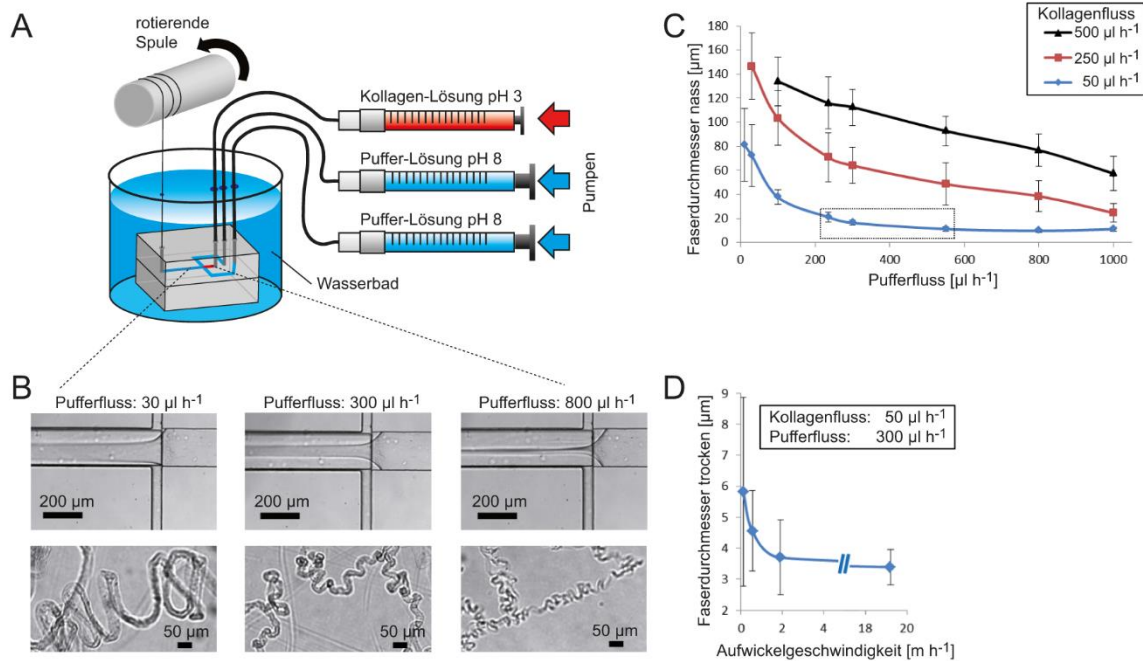 A
rotierende
Spule
Kollagen-Lösung pH 3
Puffer-Lösung pH 8
Puffer-Lösung pH 8
Pumpen
Wasserbad
B
Pufferfluss: 30 µl h⁻¹
Pufferfluss: 300 µl h⁻¹
Pufferfluss: 800 µl h⁻¹
200 µm
200 µm
200 µm
50 µm
50 µm
50 µm
C
Faserdurchmesser nass [µm]
180
160
140
120
100
80
60
40
20
0
0 200 400 600 800 1000
Pufferfluss [µl h⁻¹]
Kollagenfluss
500 µl h⁻¹
250 µl h⁻¹
50 µl h⁻¹
D
Faserdurchmesser trocken [µm]
9
8
7
6
5
4
3
2
Kollagenfluss: 50 µl h⁻¹
Pufferfluss: 300 µl h⁻¹
0 2 4 18 20
Aufwickelgeschwindigkeit [m h⁻¹]